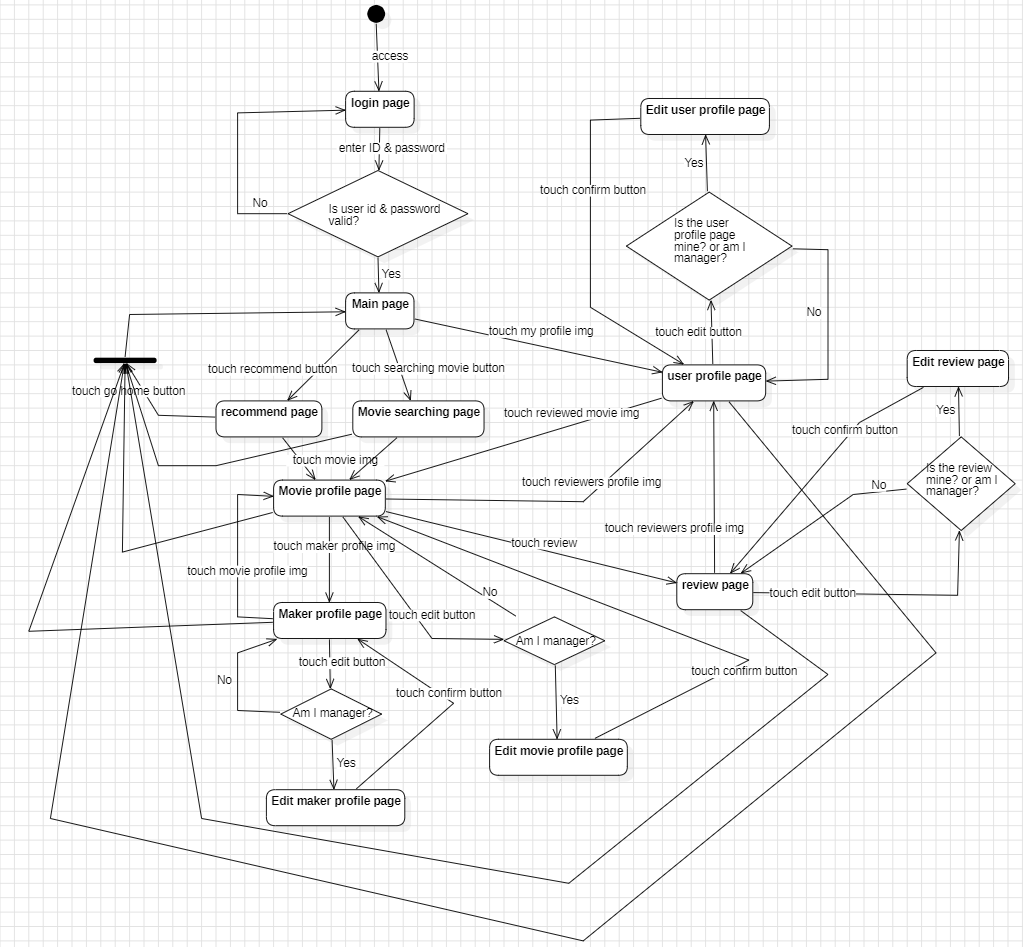 access
login page
Edit user profile page
enter ID & password
Yes
touch confirm button
No
Is user id & password
valid?
Is the user
profile page
mine? or am I
manager?
Yes
Main page
No
touch my profile img
touch edit button
touch recommend button
touch searching movie button
user profile page
Edit review page
touch go home button
recommend page
Movie searching page
touch reviewed movie img
Yes
touch confirm button
touch movie img
Is the review
mine? or am I
manager?
touch reviewers profile img
No
Movie profile page
touch reviewers profile img
touch maker profile img
touch review
touch movie profile img
review page
touch edit button
No
Maker profile page
touch edit button
Am I manager?
touch edit button
touch confirm button
No
touch confirm button
Yes
Am I manager?
Edit movie profile page
Yes
Edit maker profile page